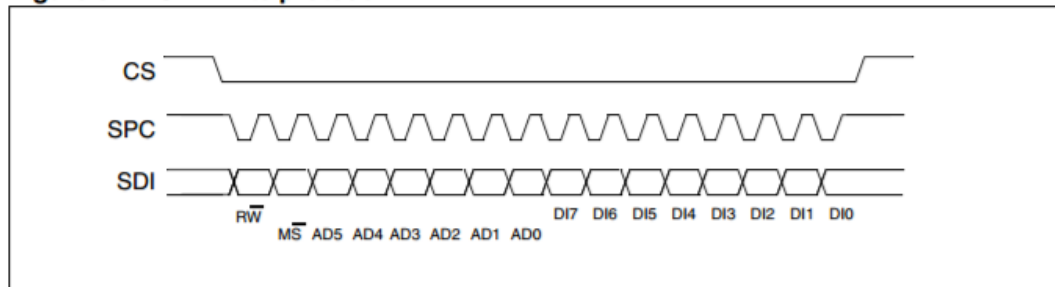 CS
SPC
SDI
RW̅ DI7 DI6 DI5 DI4 DI3 DI2 DI1 DI0
MS̅ AD5 AD4 AD3 AD2 AD1 AD0